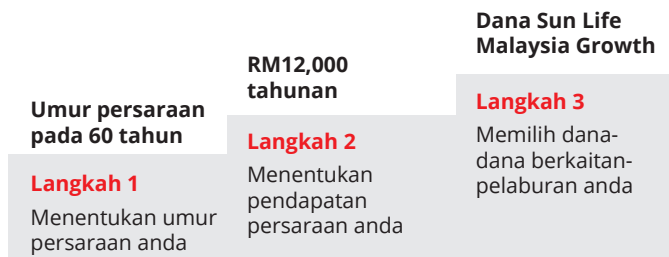 Umur persaraan
pada 60 tahun
Langkah 1
Menentukan umur
persaraan anda
RM12,000
tahunan
Langkah 2
Menentukan
pendapatan
persaraan anda
Dana Sun Life
Malaysia Growth
Langkah 3
Memilih dana-
dana berkaitan-
pelaburan anda